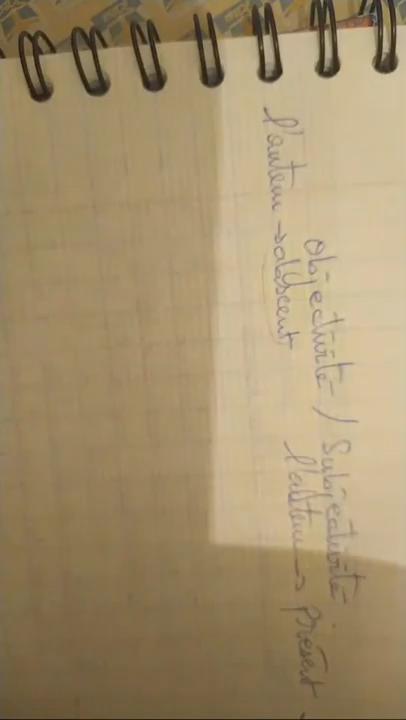 Objectivité / Subjectivité.
l'auteur → absent l'auteur → présent